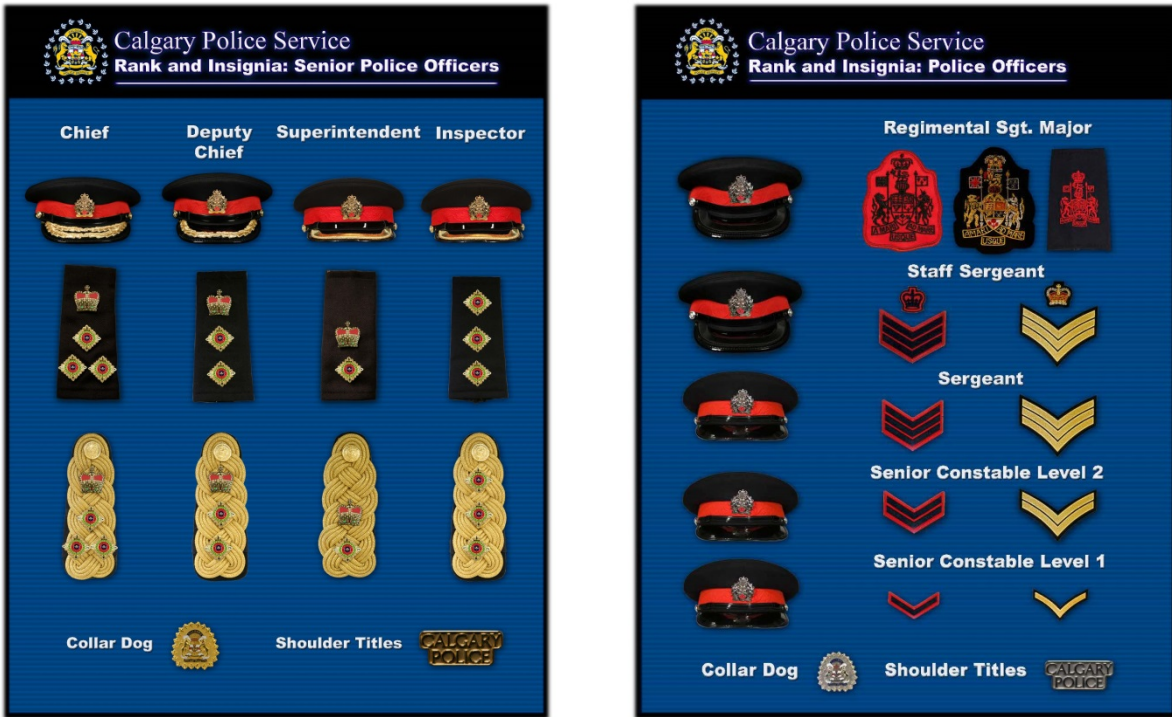 Calgary Police Service
Rank and Insignia: Senior Police Officers
Chief
Deputy
Chief
Superintendent
Inspector
Collar Dog
Shoulder Titles
CALGARY
POLICE
Calgary Police Service
Rank and Insignia: Police Officers
Regimental Sgt. Major
Staff Sergeant
Sergeant
Senior Constable Level 2
Senior Constable Level 1
Collar Dog
Shoulder Titles
CALGARY
POLICE